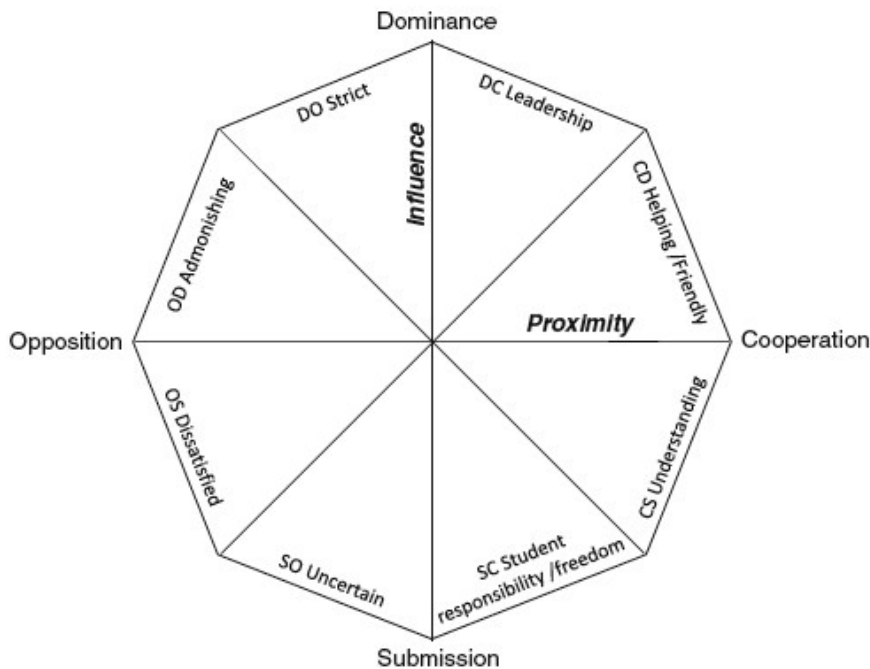 Dominance
DO Strict
DC Leadership
Influence
OD Admonishing
CD Helping /Friendly
Proximity
Opposition
Cooperation
OS Dissatisfied
CS Understanding
SO Uncertain
SC Student
responsibility /freedom
Submission